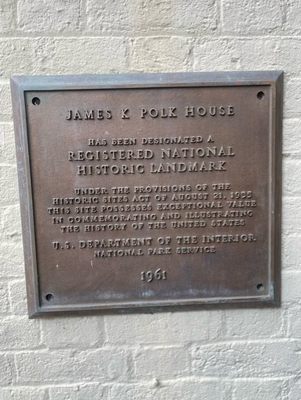 JAMES K POLK HOUSE
HAS BEEN DESIGNATED A
REGISTERED NATIONAL
HISTORIC LANDMARK
UNDER THE PROVISIONS OF THE
HISTORIC SITES ACT OF AUGUST 21, 1935
THIS SITE POSSESSES EXCEPTIONAL VALUE
IN COMMEMORATING AND ILLUSTRATING
THE HISTORY OF THE UNITED STATES
U.S. DEPARTMENT OF THE INTERIOR
NATIONAL PARK SERVICE
1961